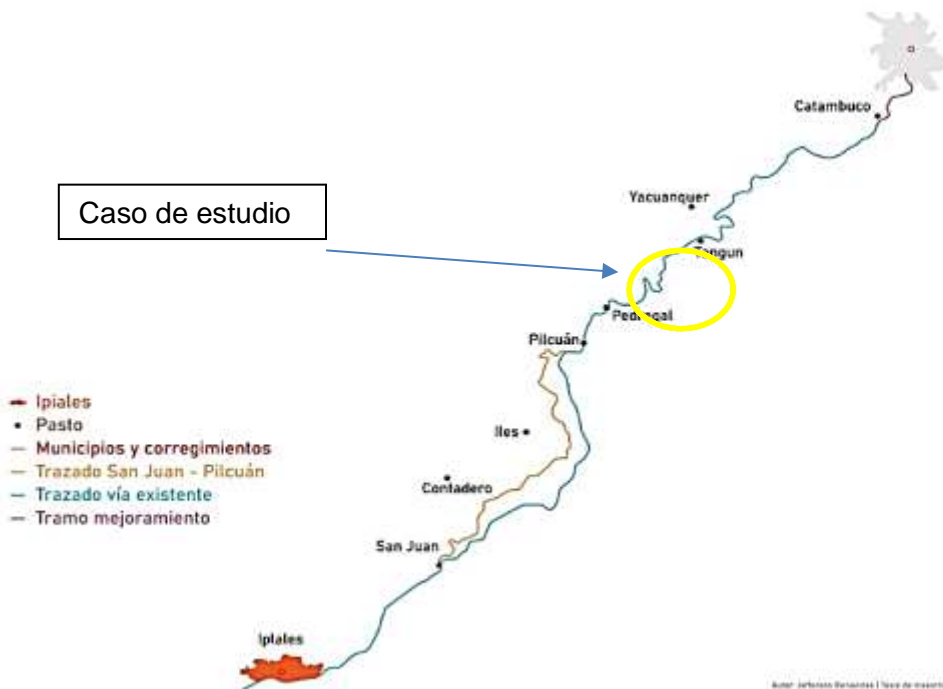 Catambuco
Yacuanquer
Caso de estudio
Tangua
Pedregal
Pilcuán
Ipiales
Pasto
Municipios y corregimientos
Iles
Trazado San Juan - Pilcuán
Contadero
Trazado vía existente
Tramo mejoramiento
San Juan
Ipiales